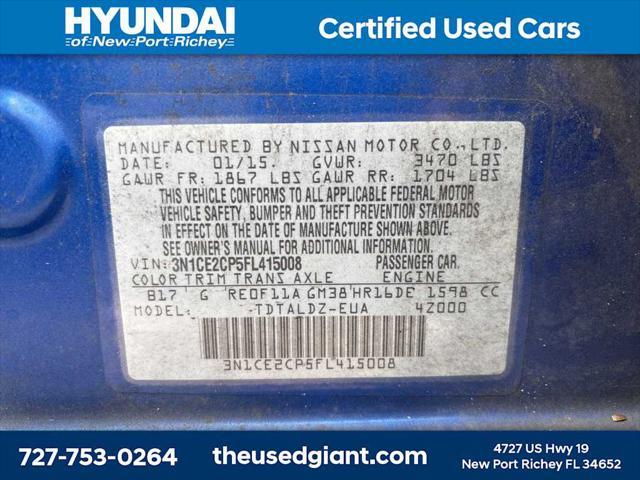 HYUNDAI
of New Port Richey
Certified Used Cars
MANUFACTURED BY NISSAN MOTOR CO., LTD.
DATE: 01/15. GVWR: 3470 LBS
GAWR FR: 1867 LBS GAWR RR: 1704 LBS
THIS VEHICLE CONFORMS TO ALL APPLICABLE FEDERAL MOTOR
VEHICLE SAFETY, BUMPER AND THEFT PREVENTION STANDARDS
IN EFFECT ON THE DATE OF MANUFACTURE SHOWN ABOVE.
SEE OWNER'S MANUAL FOR ADDITIONAL INFORMATION.
VIN: 3N1CE2CP5FL415008 PASSENGER CAR.
COLOR TRIM TRANS AXLE ENGINE
B17 G RE0F11A GM38 HR16DE 1598 CC
-TDTALDZ-EUA 4Z000
3N1CE2CP5FL415008
727-753-0264
theusedgiant.com
4727 US Hwy 19
New Port Richey FL 34652